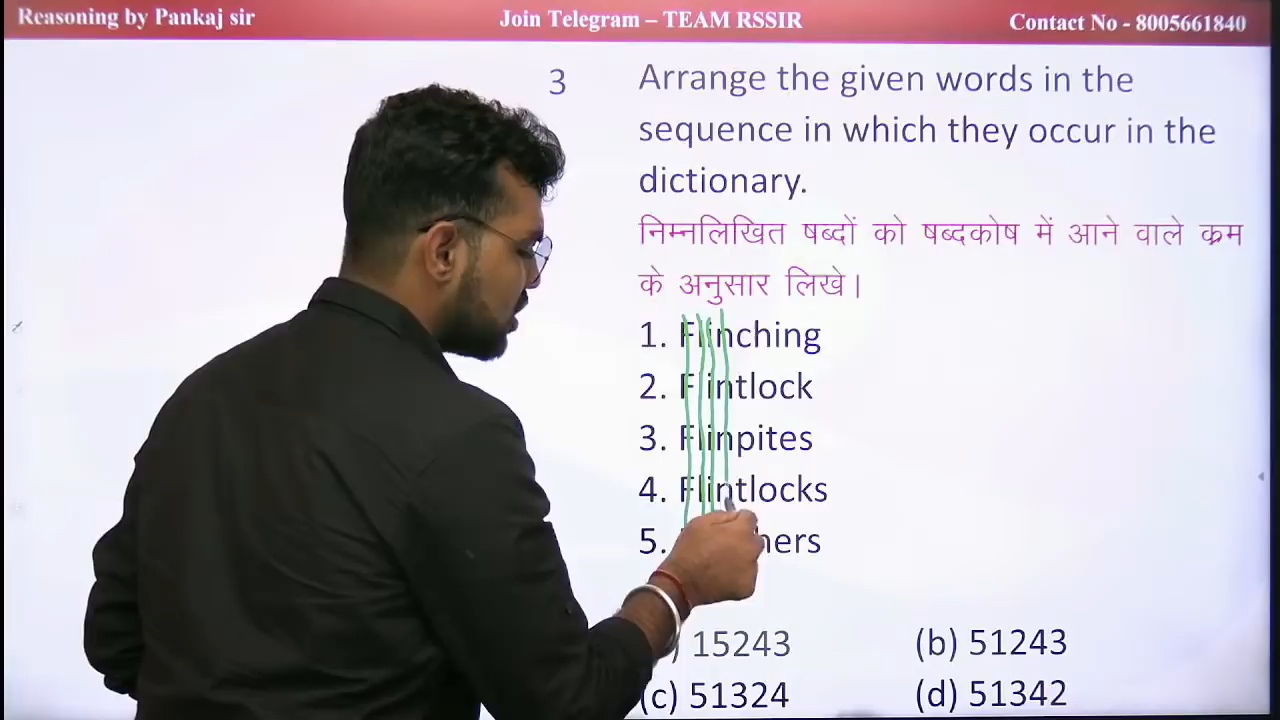 Reasoning by Pankaj sir
Join Telegram – TEAM RSSIR
Contact No - 8005661840
3
Arrange the given words in the
sequence in which they occur in the
dictionary.
निम्नलिखित षब्दों को षब्दकोष में आने वाले क्रम
के अनुसार लिखे।
1. Flinching
2. Flintlock
3. Flinpites
4. Flintlocks
5.
) 15243
(b) 51243
(c) 51324
(d) 51342